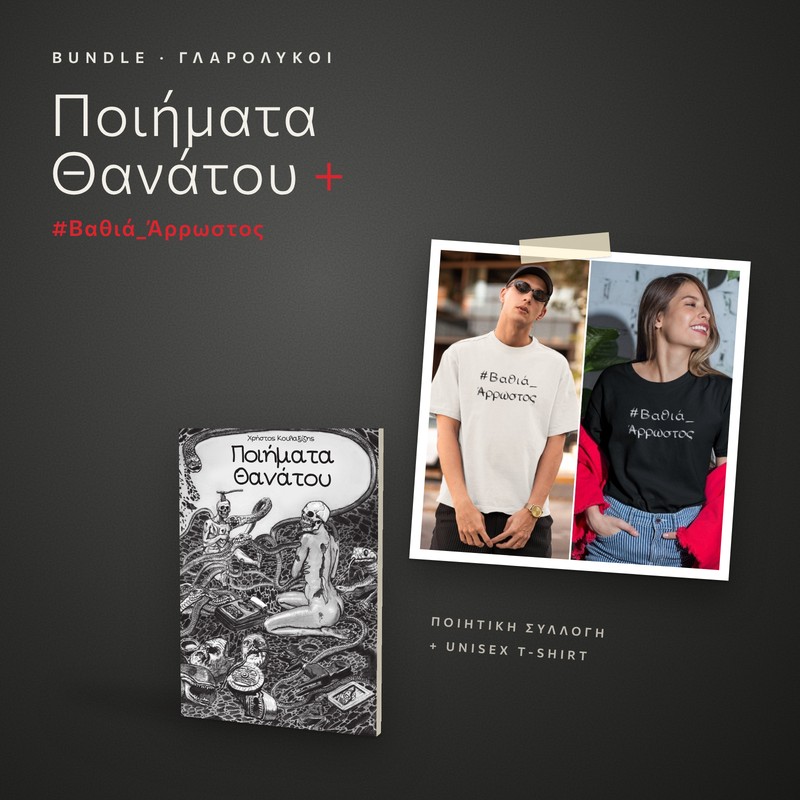 BUNDLE · ΓΛΑΡΟΛΥΚΟΙ
Ποιήματα
Θανάτου +
#Βαθιά_Άρρωστος
#Βαθιά_
Άρρωστος
#Βαθιά_
Άρρωστος
Χρήστος Κουλαξίζης
Ποιήματα
Θανάτου
ΠΟΙΗΤΙΚΗ ΣΥΛΛΟΓΗ
+ UNISEX T-SHIRT